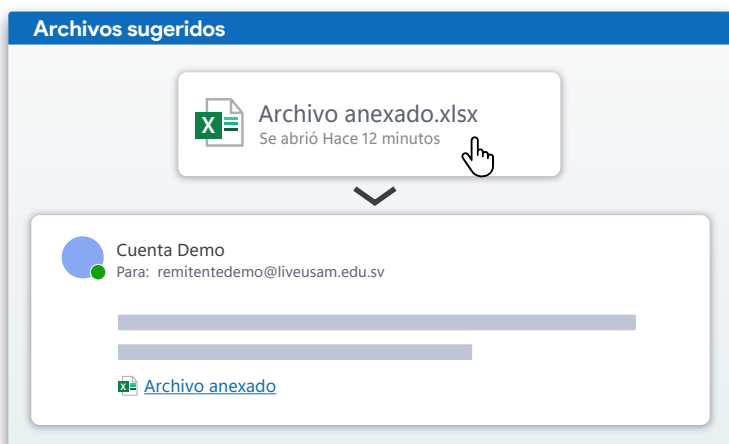 Archivos sugeridos
Archivo anexado.xlsx
Se abrió Hace 12 minutos
Cuenta Demo
Para: remitentedemo@liveusam.edu.sv
Archivo anexado